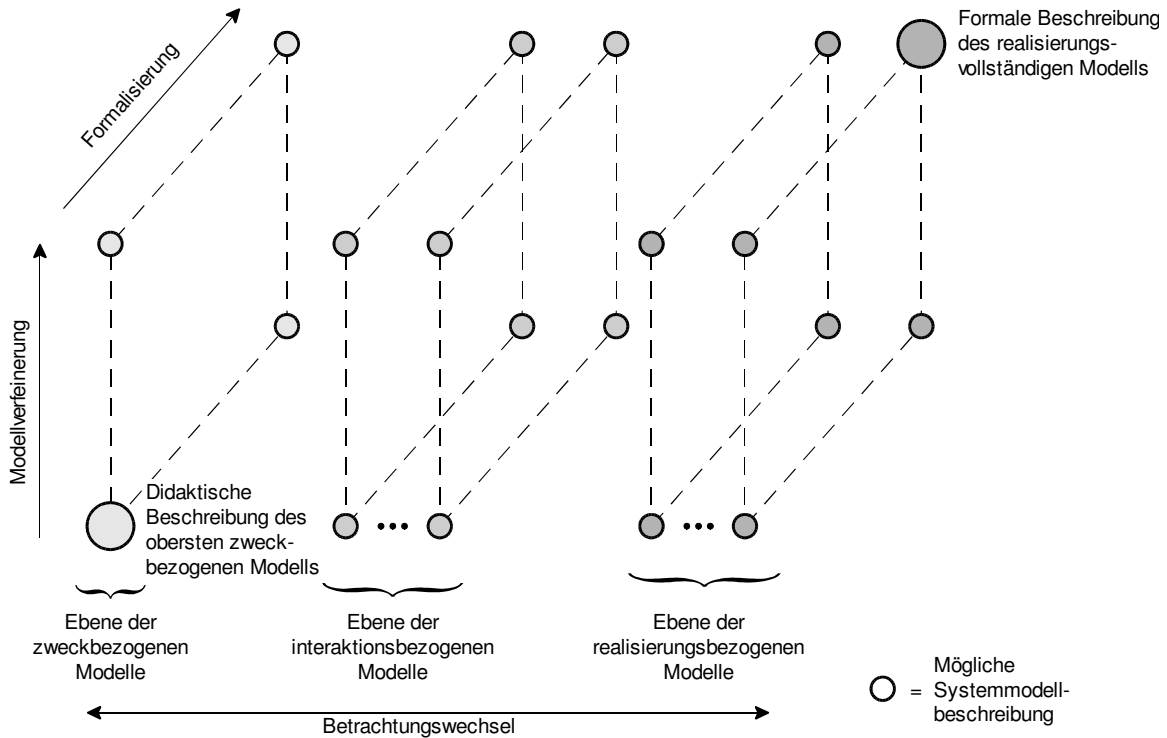 Formale Beschreibung
des realisierungs-
vollständigen Modells
Formalisierung
Modellverfeinerung
Didaktische
Beschreibung des
obersten zweck-
bezogenen Modells
Ebene der
zweckbezogenen
Modelle
Ebene der
interaktionsbezogenen
Modelle
Ebene der
realisierungsbezogenen
Modelle
Betrachtungswechsel
= Mögliche
Systemmodell-
beschreibung